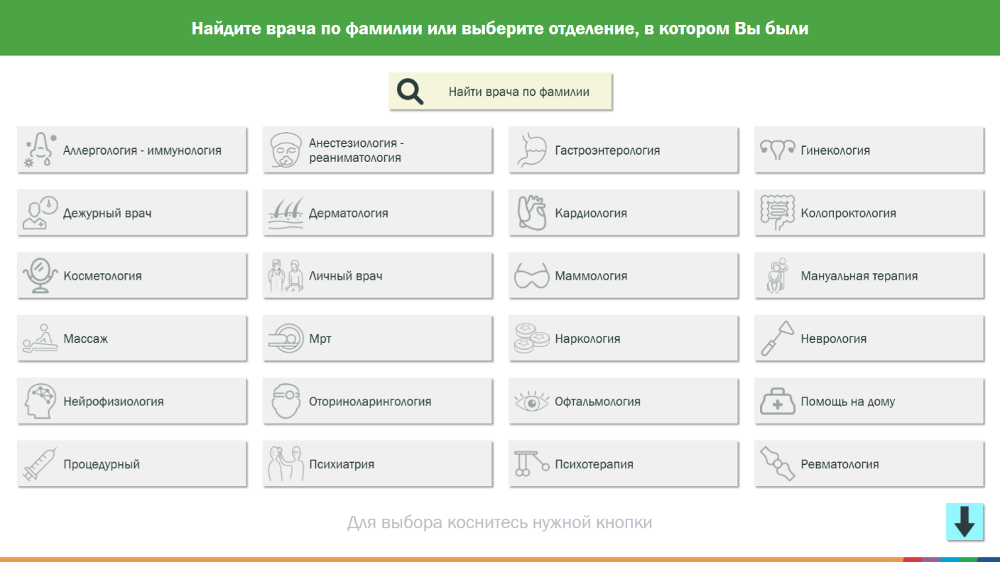 Найдите врача по фамилии или выберите отделение, в котором Вы были
Найти врача по фамилии
Аллергология - иммунология
Анестезиология -
реаниматология
Гастроэнтерология
Гинекология
Дежурный врач
Дерматология
Кардиология
Колопроктология
Косметология
Личный врач
Маммология
Мануальная терапия
Массаж
Мрт
Наркология
Неврология
Нейрофизиология
Оториноларингология
Офтальмология
Помощь на дому
Процедурный
Психиатрия
Психотерапия
Ревматология
Для выбора коснитесь нужной кнопки